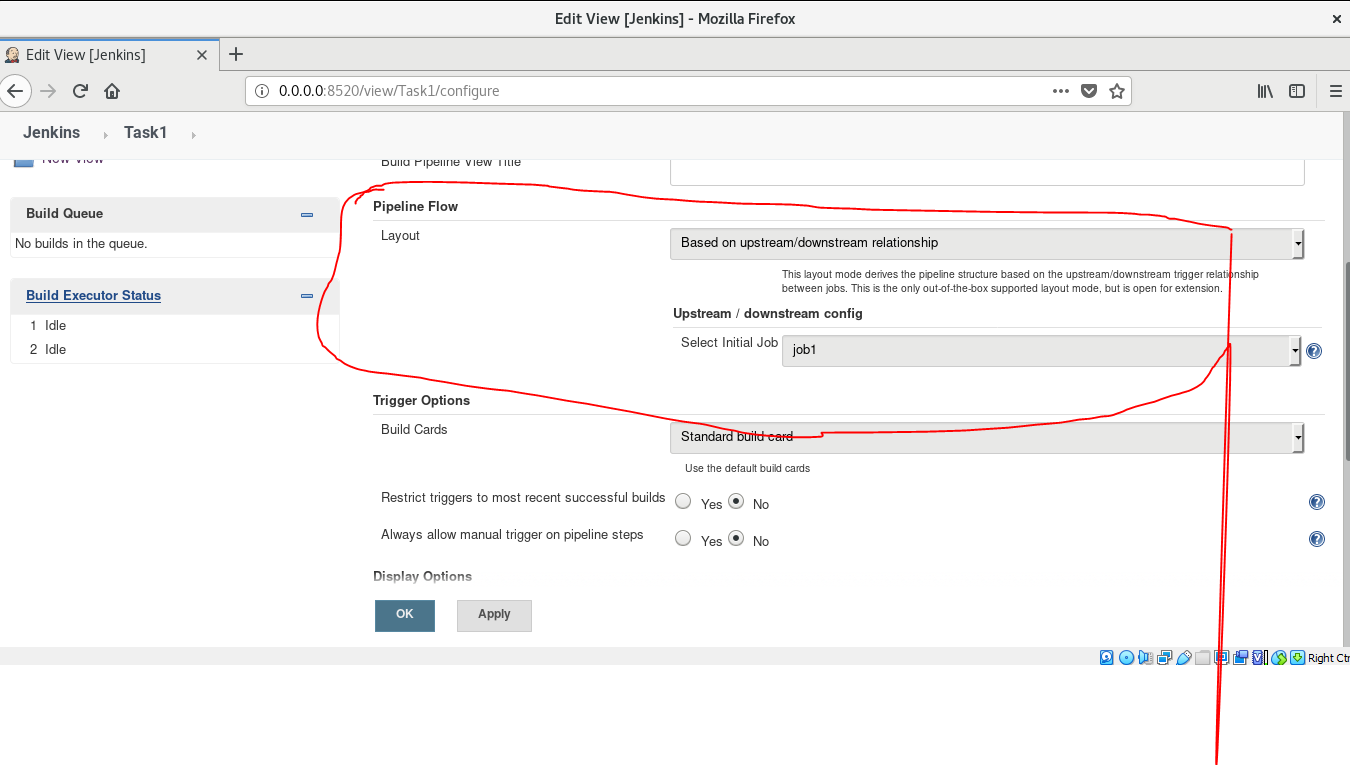 Edit View [Jenkins] - Mozilla Firefox
Edit View [Jenkins]
0.0.0.0:8520/view/Task1/configure
Jenkins
Task1
New View
Build Pipeline View Title
Build Queue
No builds in the queue.
Build Executor Status
1 Idle
2 Idle
Pipeline Flow
Layout
Based on upstream/downstream relationship
This layout mode derives the pipeline structure based on the upstream/downstream trigger relationship
between jobs. This is the only out-of-the-box supported layout mode, but is open for extension.
Upstream / downstream config
Select Initial Job
job1
Trigger Options
Build Cards
Standard build card
Use the default build cards
Restrict triggers to most recent successful builds
Yes No
Always allow manual trigger on pipeline steps
Yes No
Display Options
OK
Apply
Right Ctr